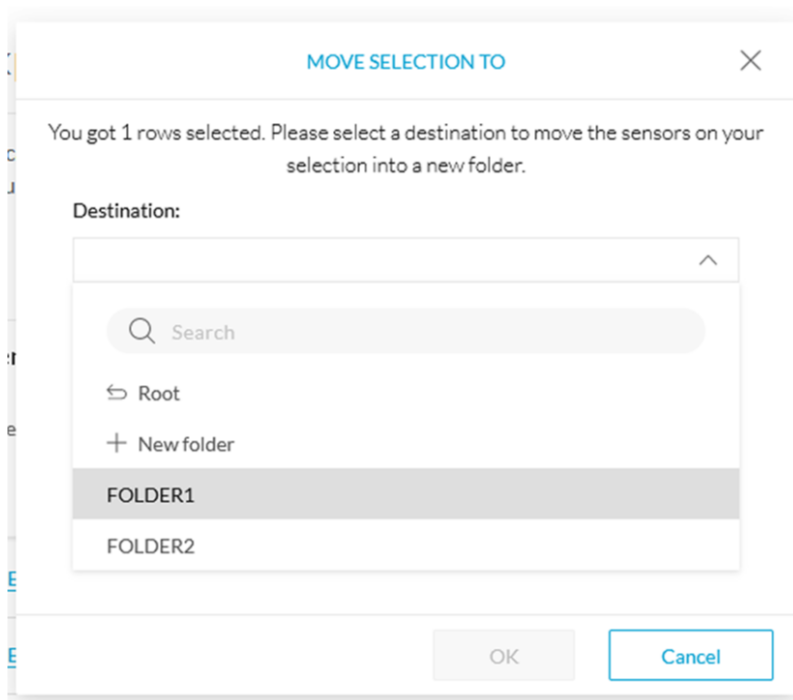 MOVE SELECTION TO
You got 1 rows selected. Please select a destination to move the sensors on your
selection into a new folder.
Destination:
Search
Root
New folder
FOLDER1
FOLDER2
OK
Cancel